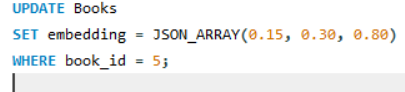 UPDATE Books
SET embedding = JSON_ARRAY(0.15, 0.30, 0.80)
WHERE book_id = 5;